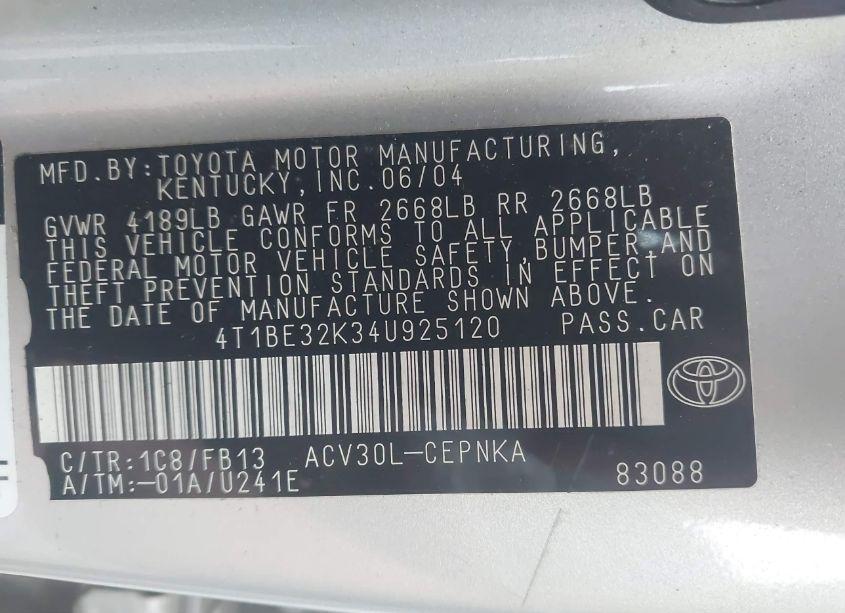 MFD.BY:TOYOTA MOTOR MANUFACTURING,
KENTUCKY,INC.06/04
GVWR 4189LB GAWR FR 2668LB RR 2668LB
THIS VEHICLE CONFORMS TO ALL APPLICABLE
FEDERAL MOTOR VEHICLE SAFETY,BUMPER AND
THEFT PREVENTION STANDARDS IN EFFECT ON
THE DATE OF MANUFACTURE SHOWN ABOVE.
4T1BE32K34U925120 PASS.CAR
C/TR:1C8/FB13 ACV30L-CEPNKA
A/TM:-01A/U241E 83088